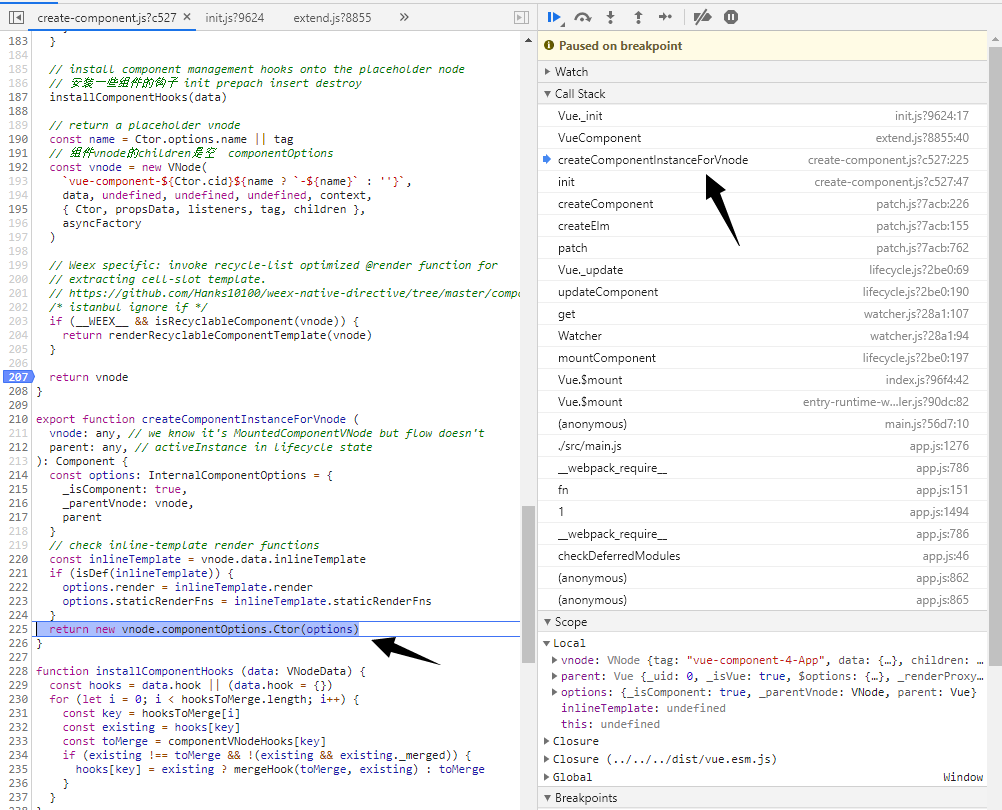 create-component.js?c527 × init.js?9624 extend.js?8855 »
183 }
184
185 // install component management hooks onto the placeholder node
186 // 安装一些组件的钩子 init prepach insert destroy
187 installComponentHooks(data)
188
189 // return a placeholder vnode
190 const name = Ctor.options.name || tag
191 // 组件vnode的children是空 componentOptions
192 const vnode = new VNode(
193 `vue-component-${Ctor.cid}${name ? `-${name}` : ''}`,
194 data, undefined, undefined, undefined, context,
195 { Ctor, propsData, listeners, tag, children },
196 asyncFactory
197 )
198
199 // Weex specific: invoke recycle-list optimized @render function for
200 // extracting cell-slot template.
201 // https://github.com/Hanks10100/weex-native-directive/tree/master/compo
202 /* istanbul ignore if */
203 if (__WEEX__ && isRecyclableComponent(vnode)) {
204 return renderRecyclableComponentTemplate(vnode)
205 }
206
207 return vnode
208 }
209
210 export function createComponentInstanceForVnode (
211 vnode: any, // we know it's MountedComponentVNode but flow doesn't
212 parent: any, // activeInstance in lifecycle state
213 ): Component {
214 const options: InternalComponentOptions = {
215 _isComponent: true,
216 _parentVnode: vnode,
217 parent
218 }
219 // check inline-template render functions
220 const inlineTemplate = vnode.data.inlineTemplate
221 if (isDef(inlineTemplate)) {
222 options.render = inlineTemplate.render
223 options.staticRenderFns = inlineTemplate.staticRenderFns
224 }
225 return new vnode.componentOptions.Ctor(options)
226 }
227
228 function installComponentHooks (data: VNodeData) {
229 const hooks = data.hook || (data.hook = {})
230 for (let i = 0; i < hooksToMerge.length; i++) {
231 const key = hooksToMerge[i]
232 const existing = hooks[key]
233 const toMerge = componentVNodeHooks[key]
234 if (existing !== toMerge && !(existing && existing._merged)) {
235 hooks[key] = existing ? mergeHook(toMerge, existing) : toMerge
236 }
237 }
Paused on breakpoint
Watch
Call Stack
Vue._init init.js?9624:17
VueComponent extend.js?8855:40
createComponentInstanceForVnode create-component.js?c527:225
init create-component.js?c527:47
createComponent patch.js?7acb:226
createElm patch.js?7acb:155
patch patch.js?7acb:762
Vue._update lifecycle.js?2be0:69
updateComponent lifecycle.js?2be0:190
get watcher.js?28a1:107
Watcher watcher.js?28a1:94
mountComponent lifecycle.js?2be0:197
Vue.$mount index.js?96f4:42
Vue.$mount entry-runtime-w…ler.js?90dc:82
(anonymous) main.js?56d7:10
./src/main.js app.js:1276
__webpack_require__ app.js:786
fn app.js:151
1 app.js:1494
__webpack_require__ app.js:786
checkDeferredModules app.js:46
(anonymous) app.js:862
(anonymous) app.js:865
Scope
Local
vnode: VNode {tag: "vue-component-4-App", data: {…}, children: …
parent: Vue {_uid: 0, _isVue: true, $options: {…}, _renderProxy…
options: {_isComponent: true, _parentVnode: VNode, parent: Vue}
inlineTemplate: undefined
this: undefined
Closure
Closure (../../../dist/vue.esm.js)
Global Window
Breakpoints